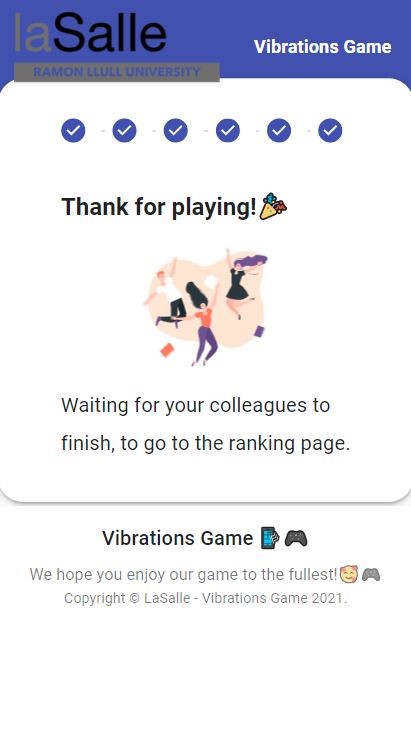 laSalle
RAMON LLULL UNIVERSITY
Vibrations Game
Thank for playing!🎉
Waiting for your colleagues to
finish, to go to the ranking page.
Vibrations Game 📲🎮
We hope you enjoy our game to the fullest!🥰🎮
Copyright © LaSalle - Vibrations Game 2021.